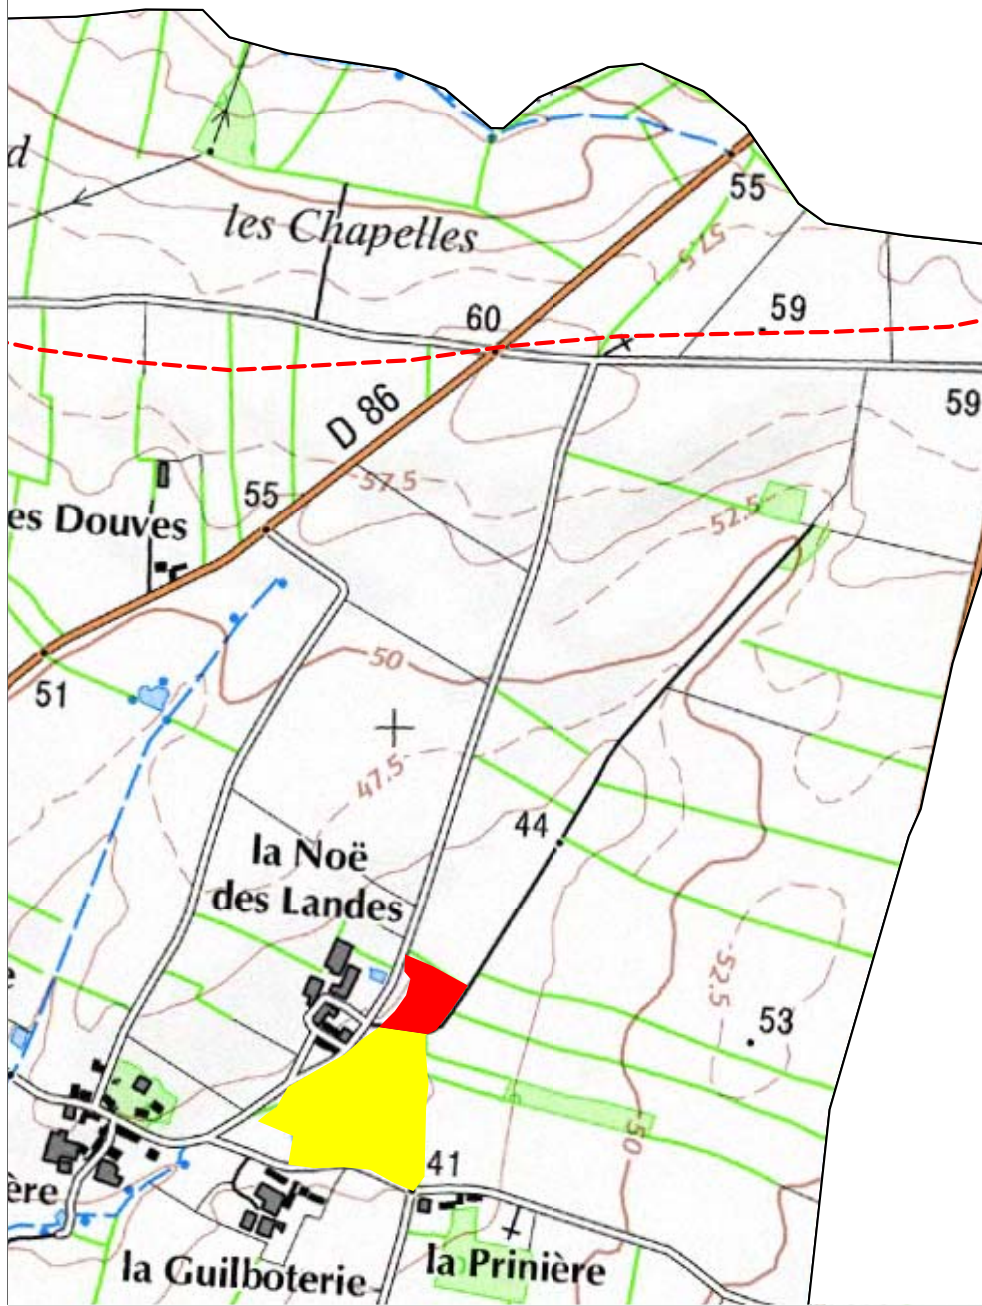 d
les Chapelles
55
57.5
59
60
59
D 86
57.5
55
52.5
es Douves
50
51
47.5
44
la Noë
des Landes
52.5
e
53
50
41
ère
la Prinière
la Guilboterie